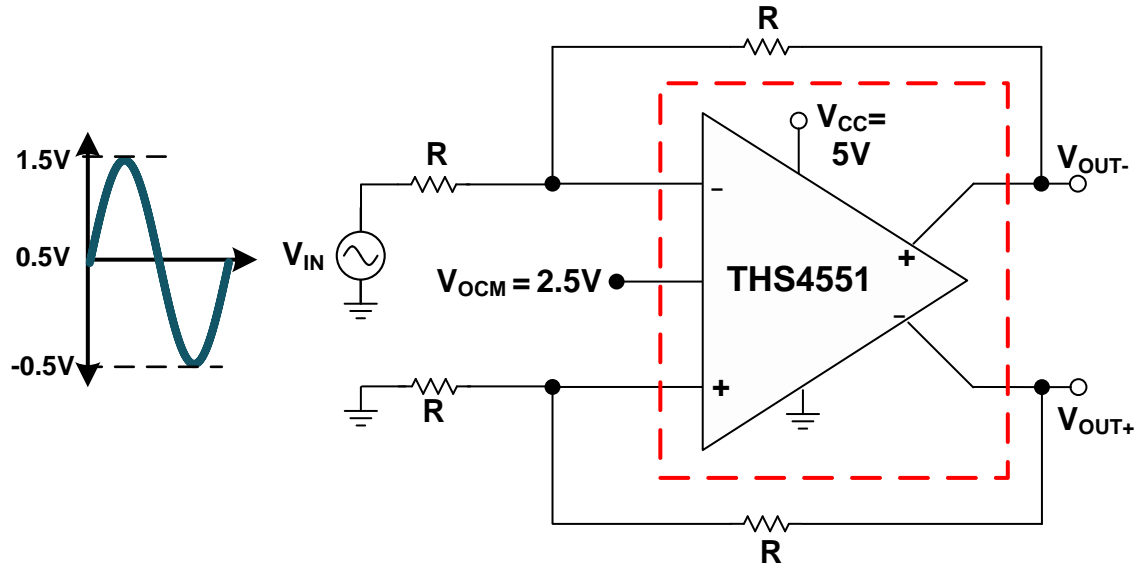 R
1.5V
0.5V
-0.5V
R
VIN
VOCM = 2.5V
R
VCC=
5V
-
+
THS4551
+
-
VOUT-
VOUT+
R